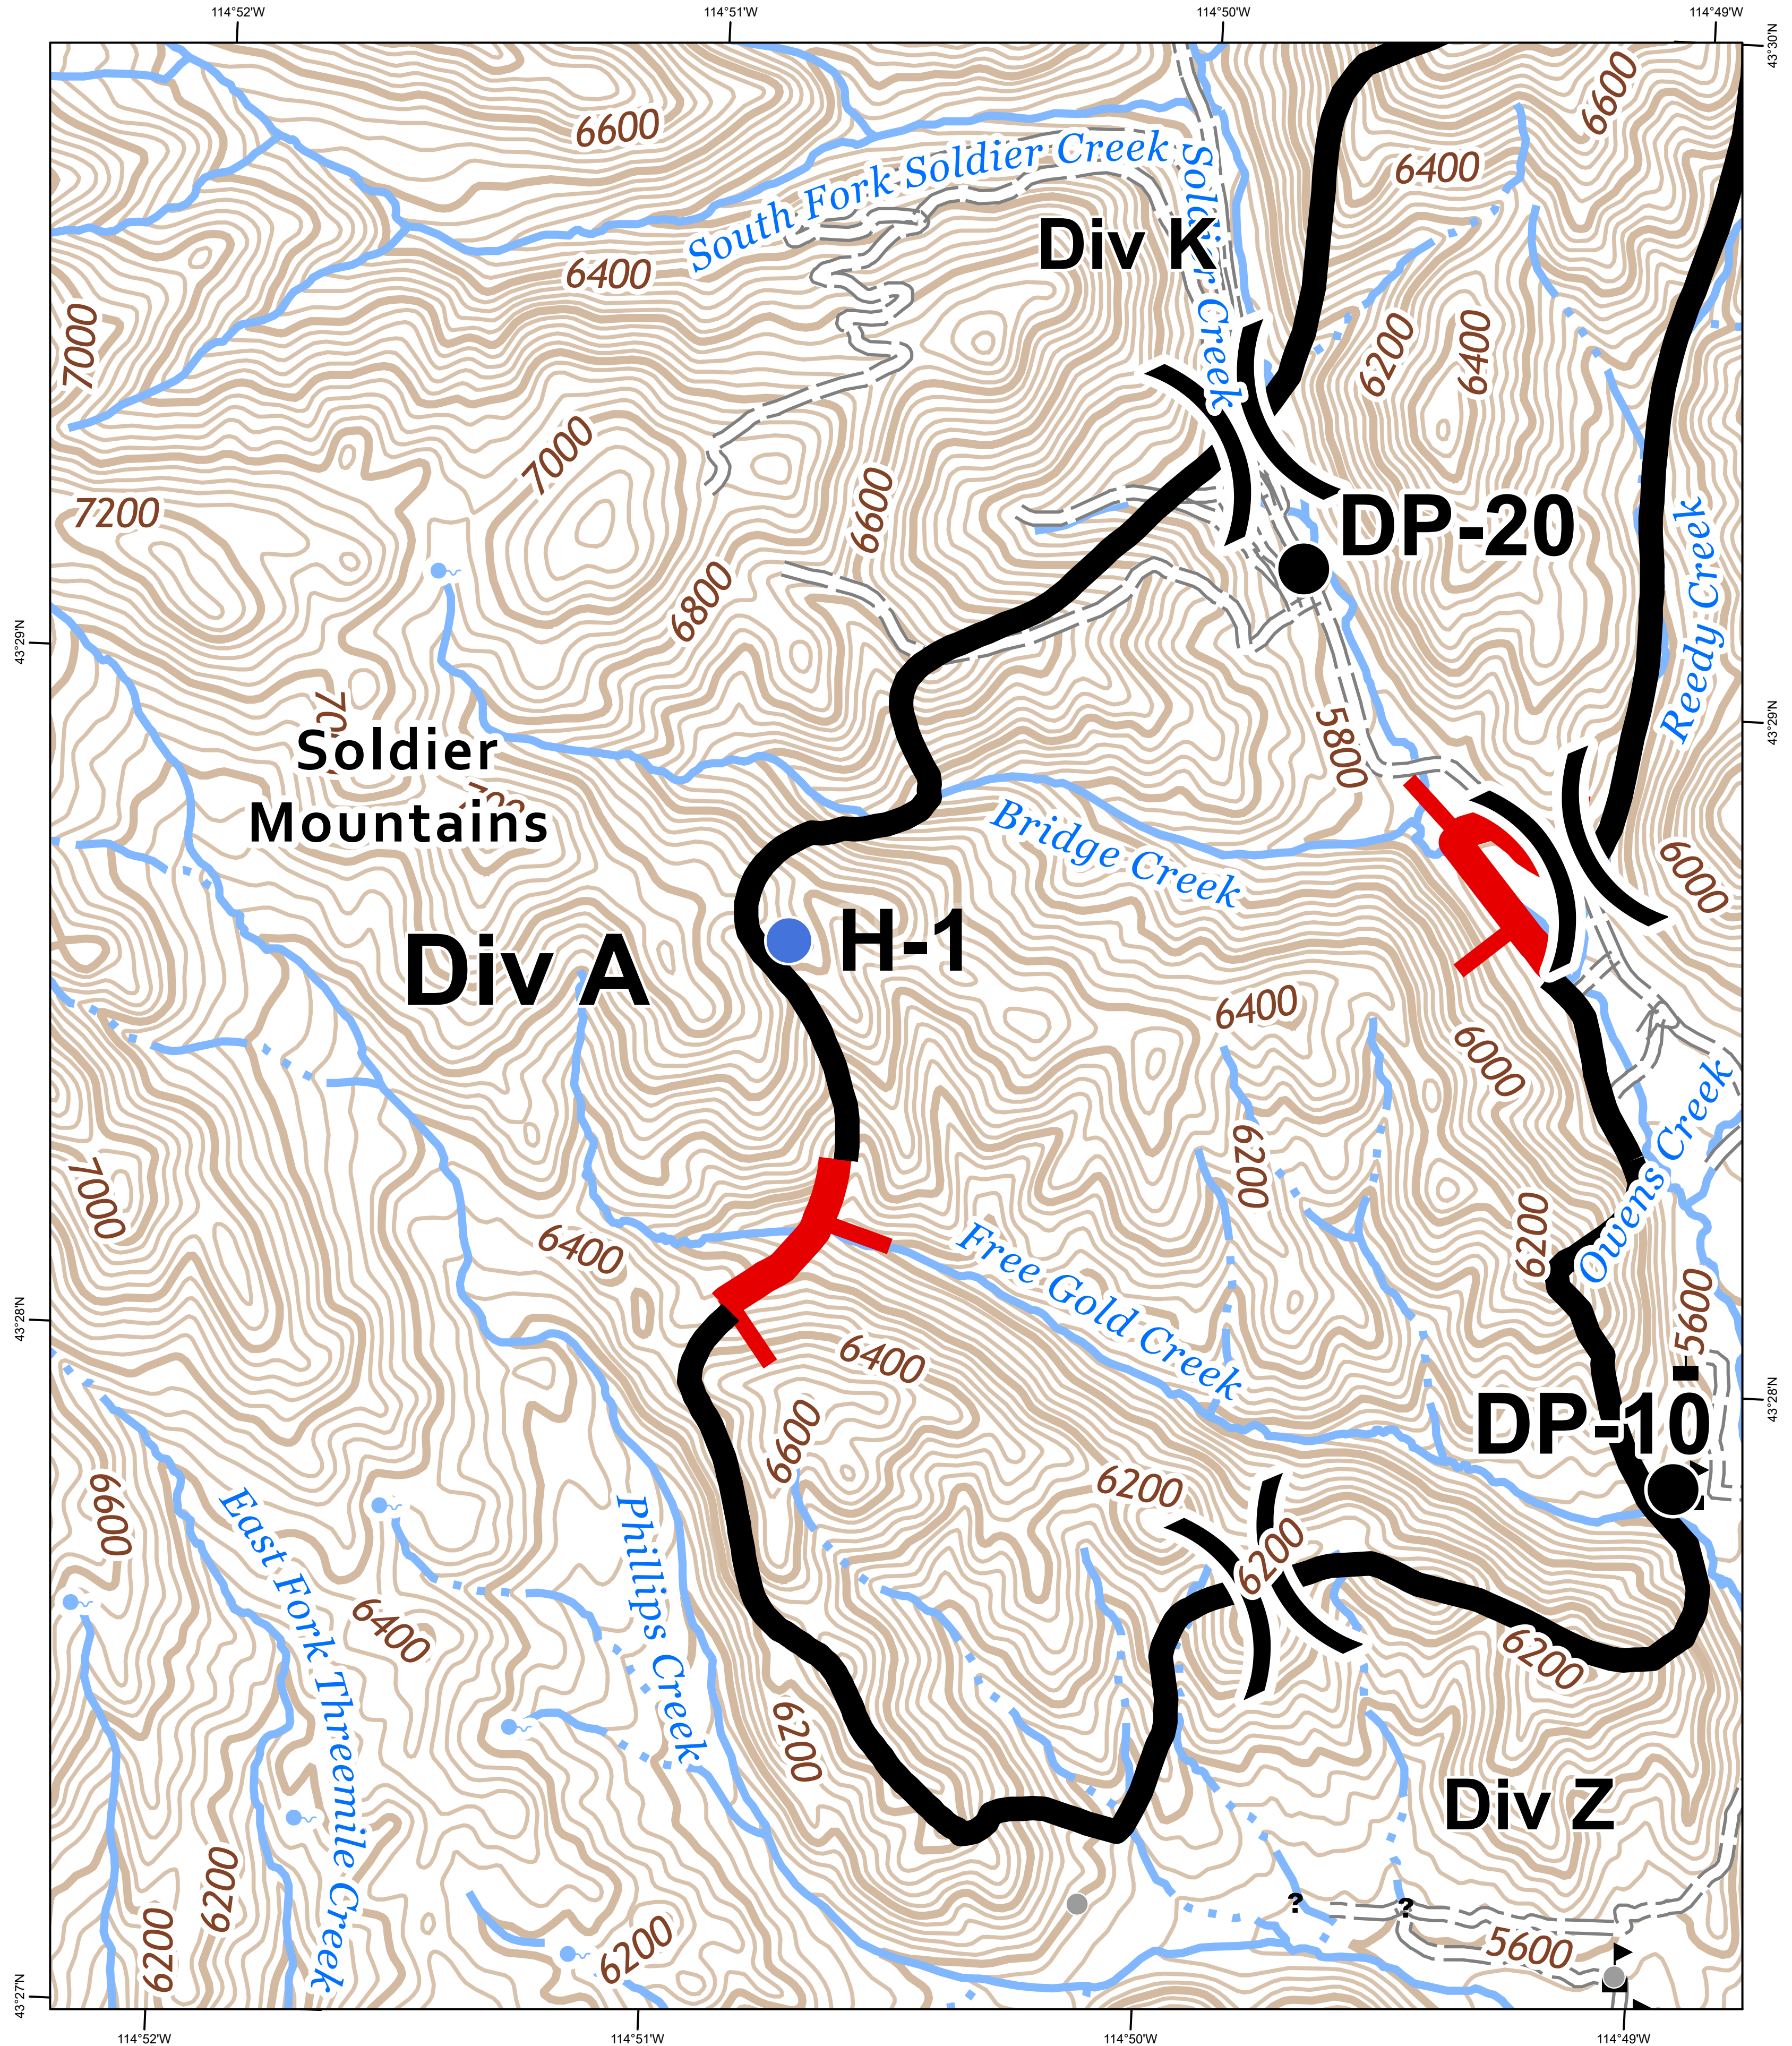 114°52'W
114°51'W
114°50'W
114°49'W
43°30'N
6600
6600
6400
South Fork Soldier Creek
Soldier Creek
Div K
6400
7000
6200
6400
7000
7200
6600
DP-20
6800
Reedy Creek
43°29'N
43°29'N
70
5800
Soldier
Mountains
Bridge Creek
6000
H-1
Div A
6400
6000
Owens Creek
7000
6200
6200
6400
Free Gold Creek
43°28'N
5600
6400
43°28'N
DP-10
6600
6200
6600
East Fork Threemile Creek
Phillips Creek
6200
6400
6200
6200
Div Z
6200
?
?
6200
6200
5600
43°27'N
114°52'W
114°51'W
114°50'W
114°49'W